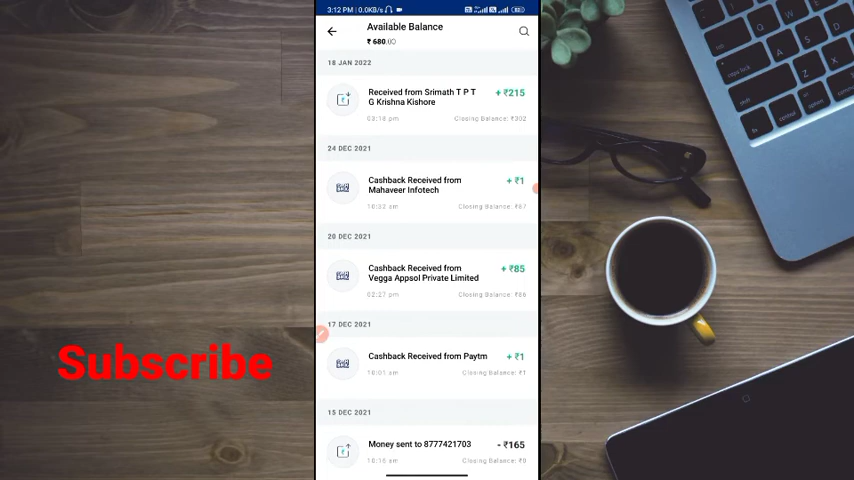 3:12 PM | 0.0KB/s
Available Balance
₹ 680.00
18 JAN 2022
Received from Srimath T P T + ₹215
G Krishna Kishore
03:18 pm Closing Balance: ₹302
24 DEC 2021
Cashback Received from + ₹1
Mahaveer Infotech
10:32 am Closing Balance: ₹87
20 DEC 2021
Cashback Received from + ₹85
Vegga Appsol Private Limited
02:27 pm Closing Balance: ₹86
17 DEC 2021
Cashback Received from Paytm + ₹1
10:01 am Closing Balance: ₹1
15 DEC 2021
Money sent to 8777421703 - ₹165
10:16 am Closing Balance: ₹0
Subscribe